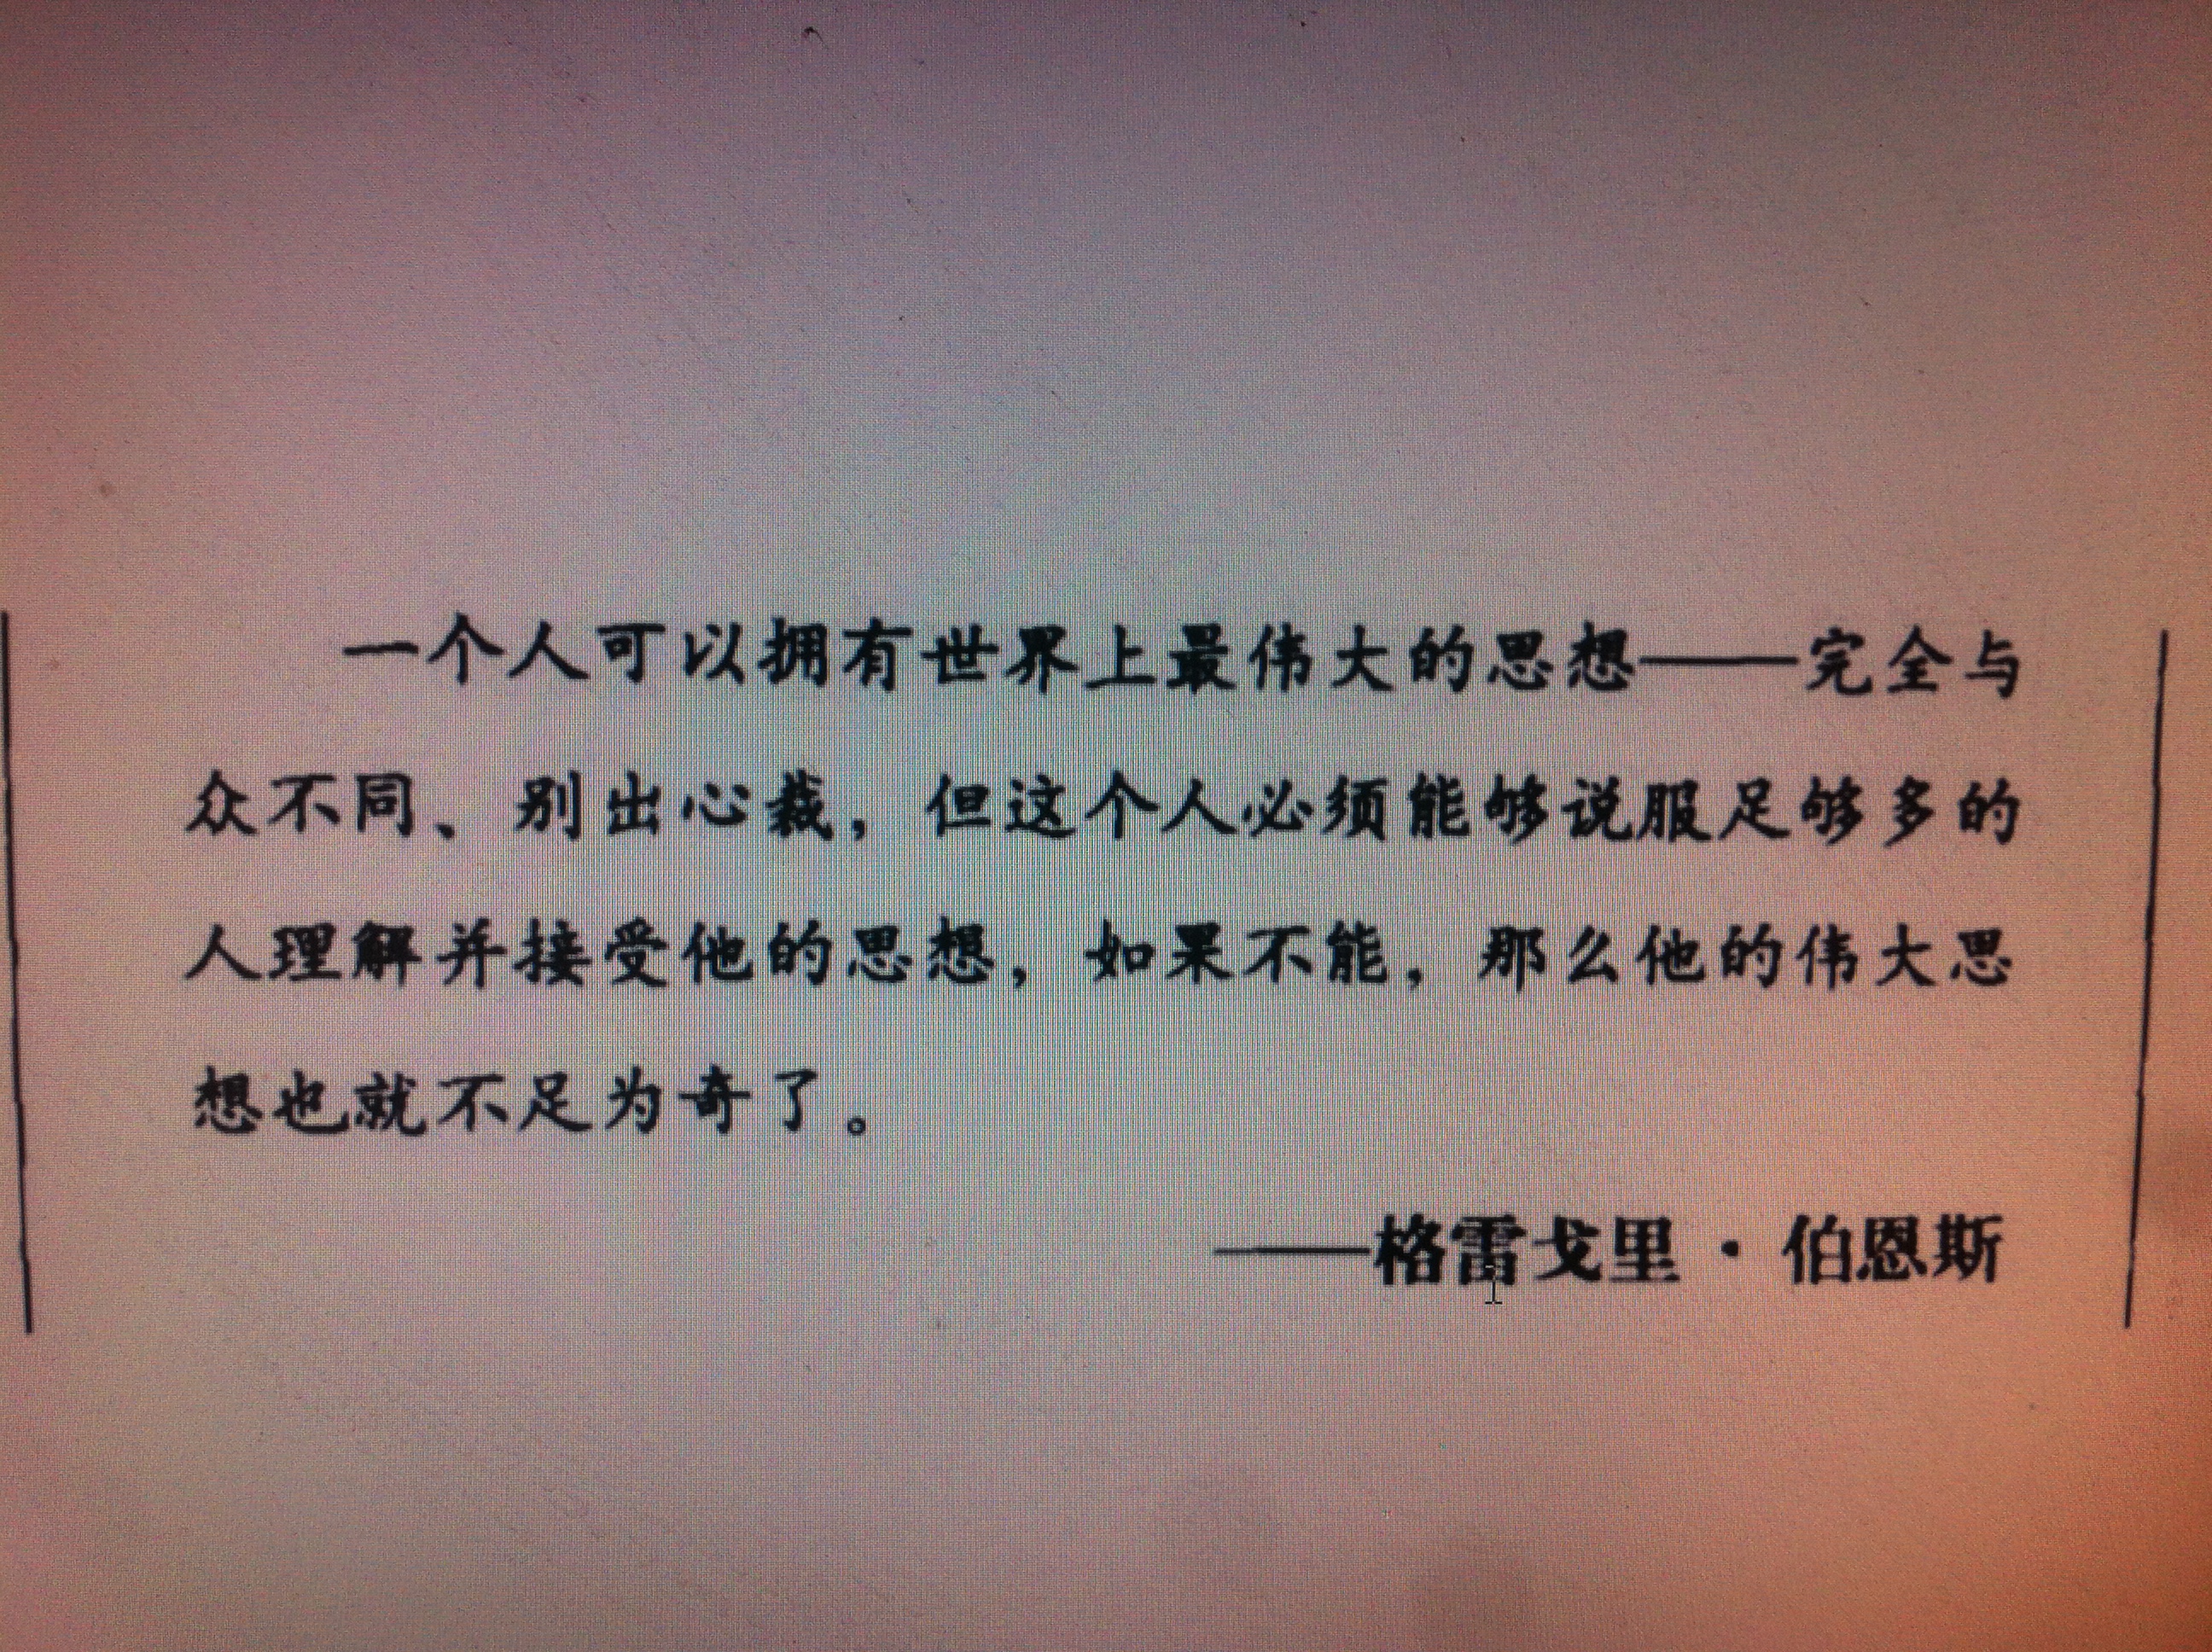 一个人可以拥有世界上最伟大的思想——完全与
众不同、别出心裁，但这个人必须能够说服足够多的
人理解并接受他的思想，如果不能，那么他的伟大思
想也就不足为奇了。
——格雷戈里·伯恩斯